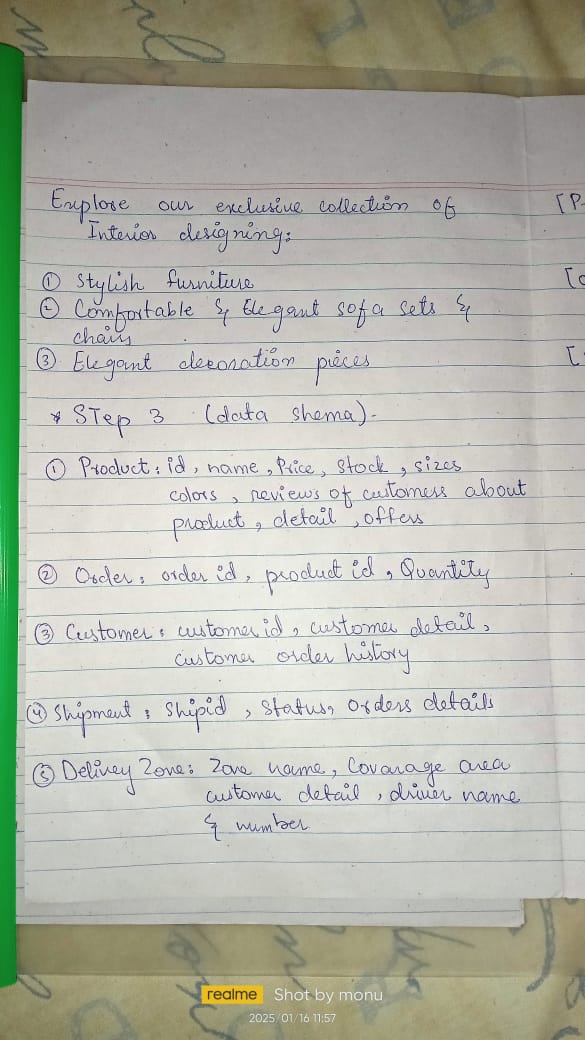 Explore our exclusive collection of
Interior designing:
① Stylish furniture
② Comfortable & Elegant sofa sets &
chairs
③ Elegant decoration pieces
* STep 3 (data shema).
① Product: id, name, Price, Stock, sizes
colors, reviews of customers about
product, detail, offers
② Order: order id, product id, Quantity
③ Customer: customer id, customer detail,
customer order history
④ Shipment: Shipid, Status, orders details
⑤ Delivey Zone: Zone name, Covarage area
customer detail, driver name
& number
[P-
[
[
realme Shot by monu
2025/01/16 11:57